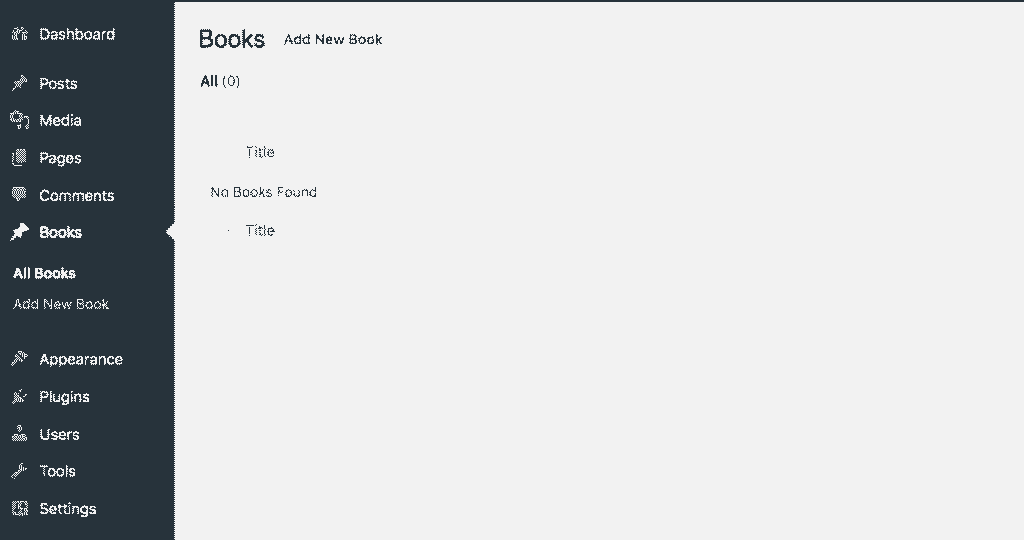 Dashboard
Posts
Media
Pages
Comments
Books
All Books
Add New Book
Appearance
Plugins
Users
Tools
Settings
Books Add New Book
All (0)
Title
No Books Found
Title